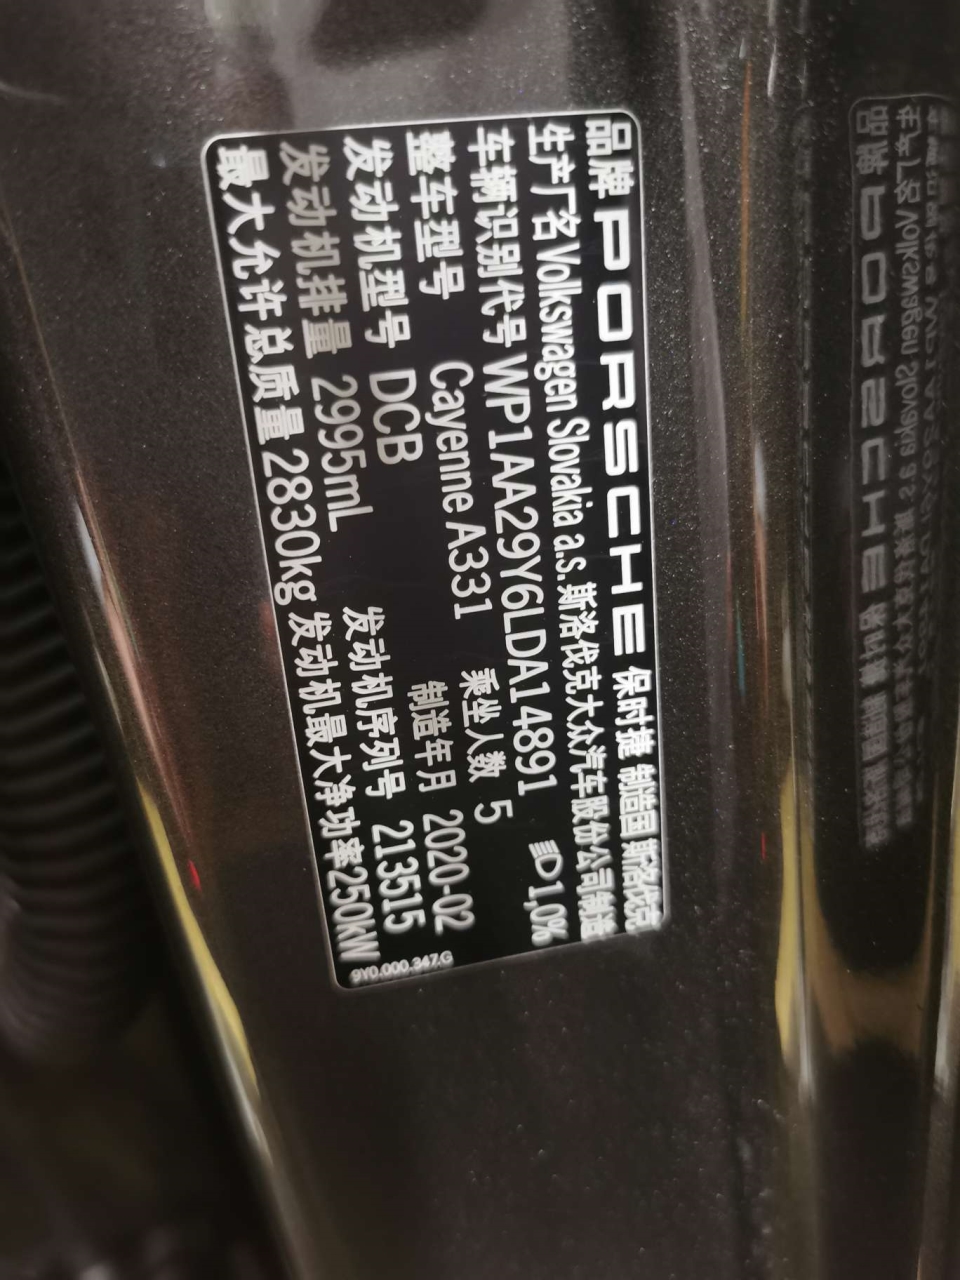 品牌 PORSCHE 保时捷 制造国 斯洛伐克
生产厂名 Volkswagen Slovakia a.s. 斯洛伐克大众汽车股份公司制造
车辆识别代号 WP1AA29Y6LDA14891 1,0%
整车型号 Cayenne A331 乘坐人数 5
发动机型号 DCB 制造年月 2020-02
发动机排量 2995mL 发动机序列号 213515
最大允许总质量 2830kg 发动机最大净功率 250kW
9Y0.000.347.G